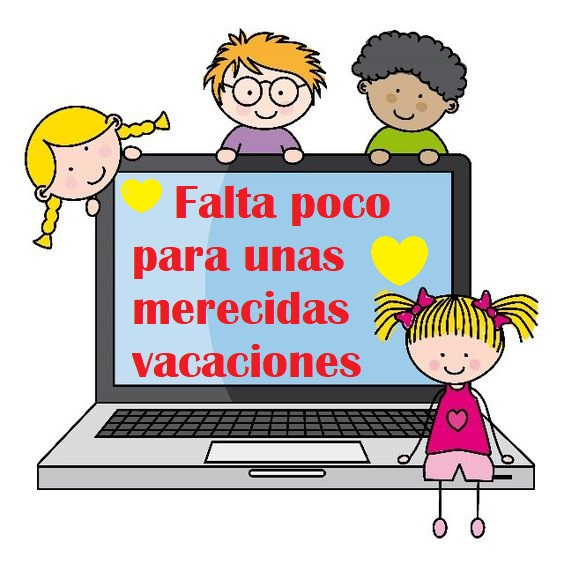 Falta poco
para unas
merecidas
vacaciones